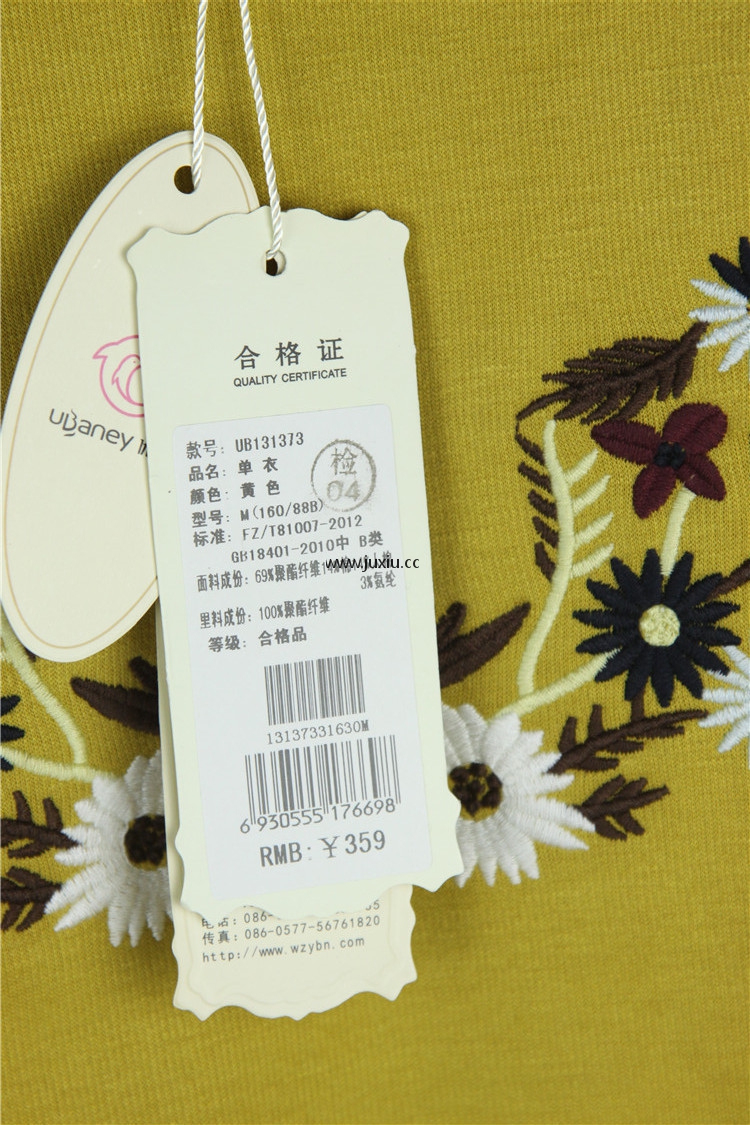 合格证
QUALITY CERTIFICATE
uBaney
款号: UB131373
品名: 单 衣
颜色: 黄 色
型号: M(160/88B)
标准: FZ/T81007-2012
GB18401-2010中 B类
检
04
www.juxiu.cc
面料成份: 69%聚酯纤维
3%氨纶
里料成份: 100%聚酯纤维
等级: 合格品
13137331630M
6 930555 176698
RMB: ¥359
电话: 086-
传真: 086-0577-56761820
http://www.wzybn.com